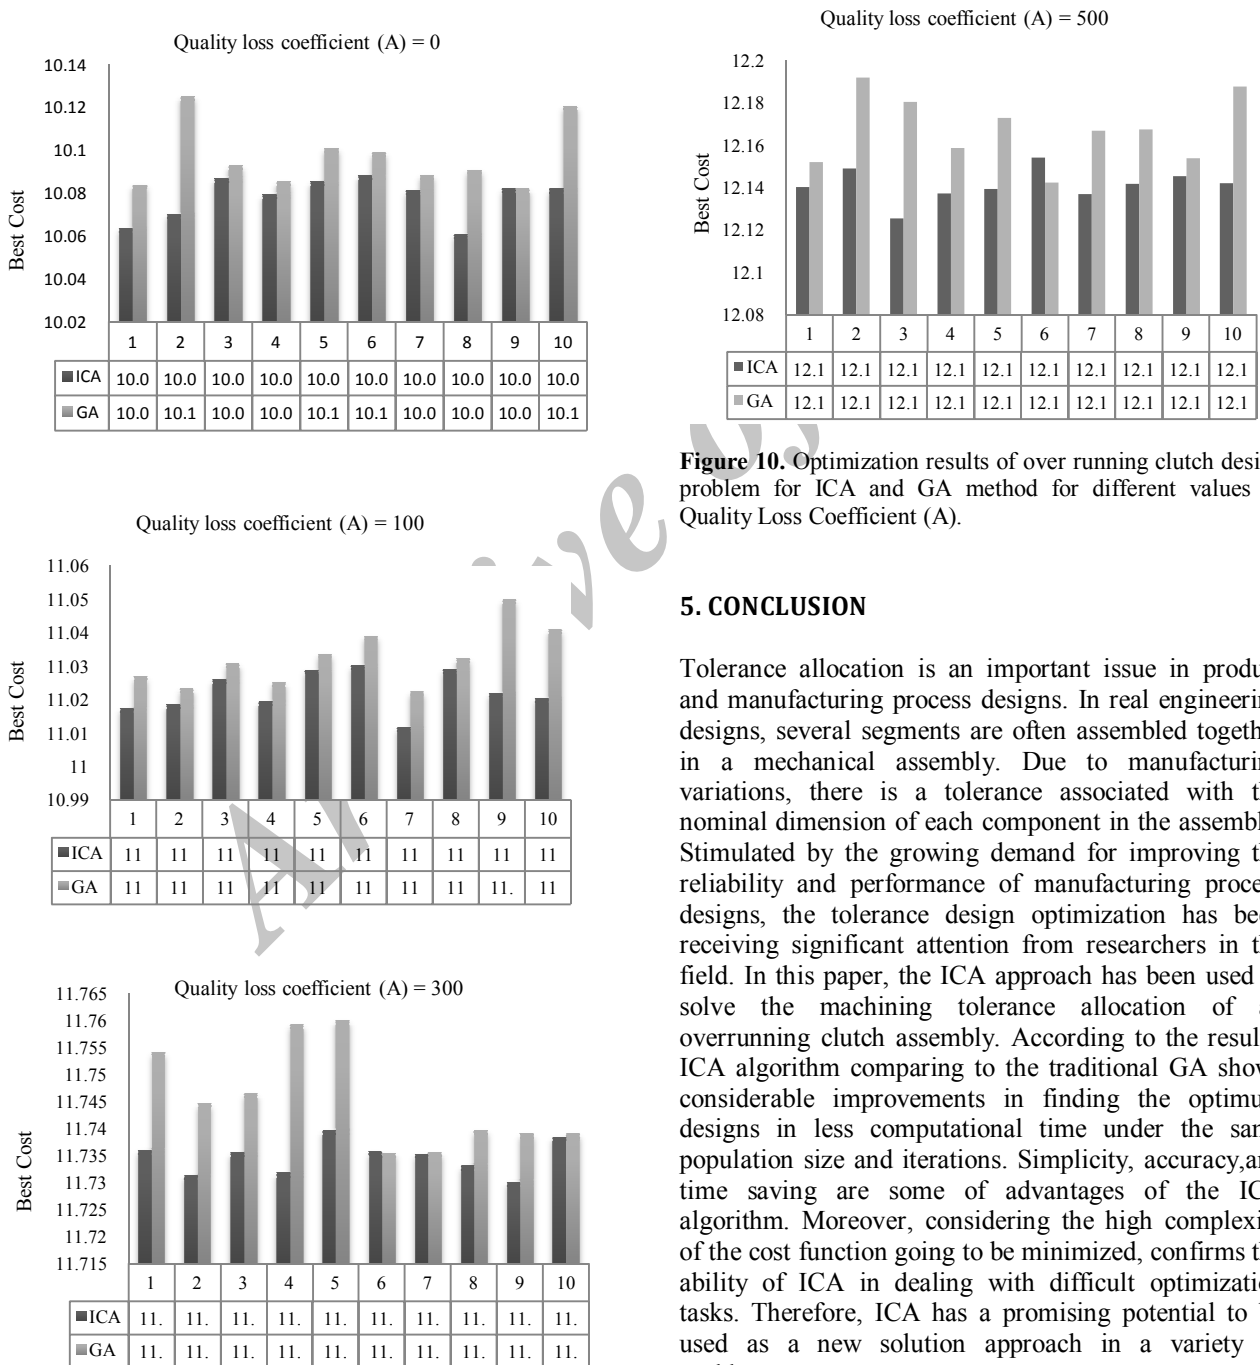 Quality loss coefficient (A) = 0
10.14
10.12
10.1
10.08
10.06
10.04
10.02
Best Cost
1 2 3 4 5 6 7 8 9 10
ICA 10.0 10.0 10.0 10.0 10.0 10.0 10.0 10.0 10.0 10.0
GA 10.0 10.1 10.0 10.0 10.1 10.1 10.0 10.0 10.0 10.1
Quality loss coefficient (A) = 100
11.06
11.05
11.04
11.03
11.02
11.01
11
10.99
Best Cost
1 2 3 4 5 6 7 8 9 10
ICA 11 11 11 11 11 11 11 11 11 11
GA 11 11 11 11 11 11 11 11 11. 11
Quality loss coefficient (A) = 300
11.765
11.76
11.755
11.75
11.745
11.74
11.735
11.73
11.725
11.72
11.715
Best Cost
1 2 3 4 5 6 7 8 9 10
ICA 11. 11. 11. 11. 11. 11. 11. 11. 11. 11.
GA 11. 11. 11. 11. 11. 11. 11. 11. 11. 11.
Quality loss coefficient (A) = 500
12.2
12.18
12.16
12.14
12.12
12.1
12.08
Best Cost
1 2 3 4 5 6 7 8 9 10
ICA 12.1 12.1 12.1 12.1 12.1 12.1 12.1 12.1 12.1 12.1
GA 12.1 12.1 12.1 12.1 12.1 12.1 12.1 12.1 12.1 12.1
Figure 10. Optimization results of over running clutch desi
problem for ICA and GA method for different values
Quality Loss Coefficient (A).
5. CONCLUSION
Tolerance allocation is an important issue in produ
and manufacturing process designs. In real engineerin
designs, several segments are often assembled togeth
in a mechanical assembly. Due to manufacturin
variations, there is a tolerance associated with th
nominal dimension of each component in the assembl
Stimulated by the growing demand for improving th
reliability and performance of manufacturing proce
designs, the tolerance design optimization has bee
receiving significant attention from researchers in th
field. In this paper, the ICA approach has been used
solve the machining tolerance allocation of a
overrunning clutch assembly. According to the resul
ICA algorithm comparing to the traditional GA show
considerable improvements in finding the optimu
designs in less computational time under the sam
population size and iterations. Simplicity, accuracy,an
time saving are some of advantages of the IC
algorithm. Moreover, considering the high complexi
of the cost function going to be minimized, confirms th
ability of ICA in dealing with difficult optimizatio
tasks. Therefore, ICA has a promising potential to b
used as a new solution approach in a variety